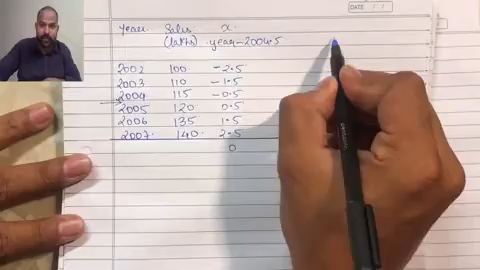 DATE / /
Year Sales x
(lakhs) year-2004.5
2002 100 -2.5
2003 110 -1.5
2004 115 -0.5
2005 120 0.5
2006 135 1.5
2007. 140. 2.5
0